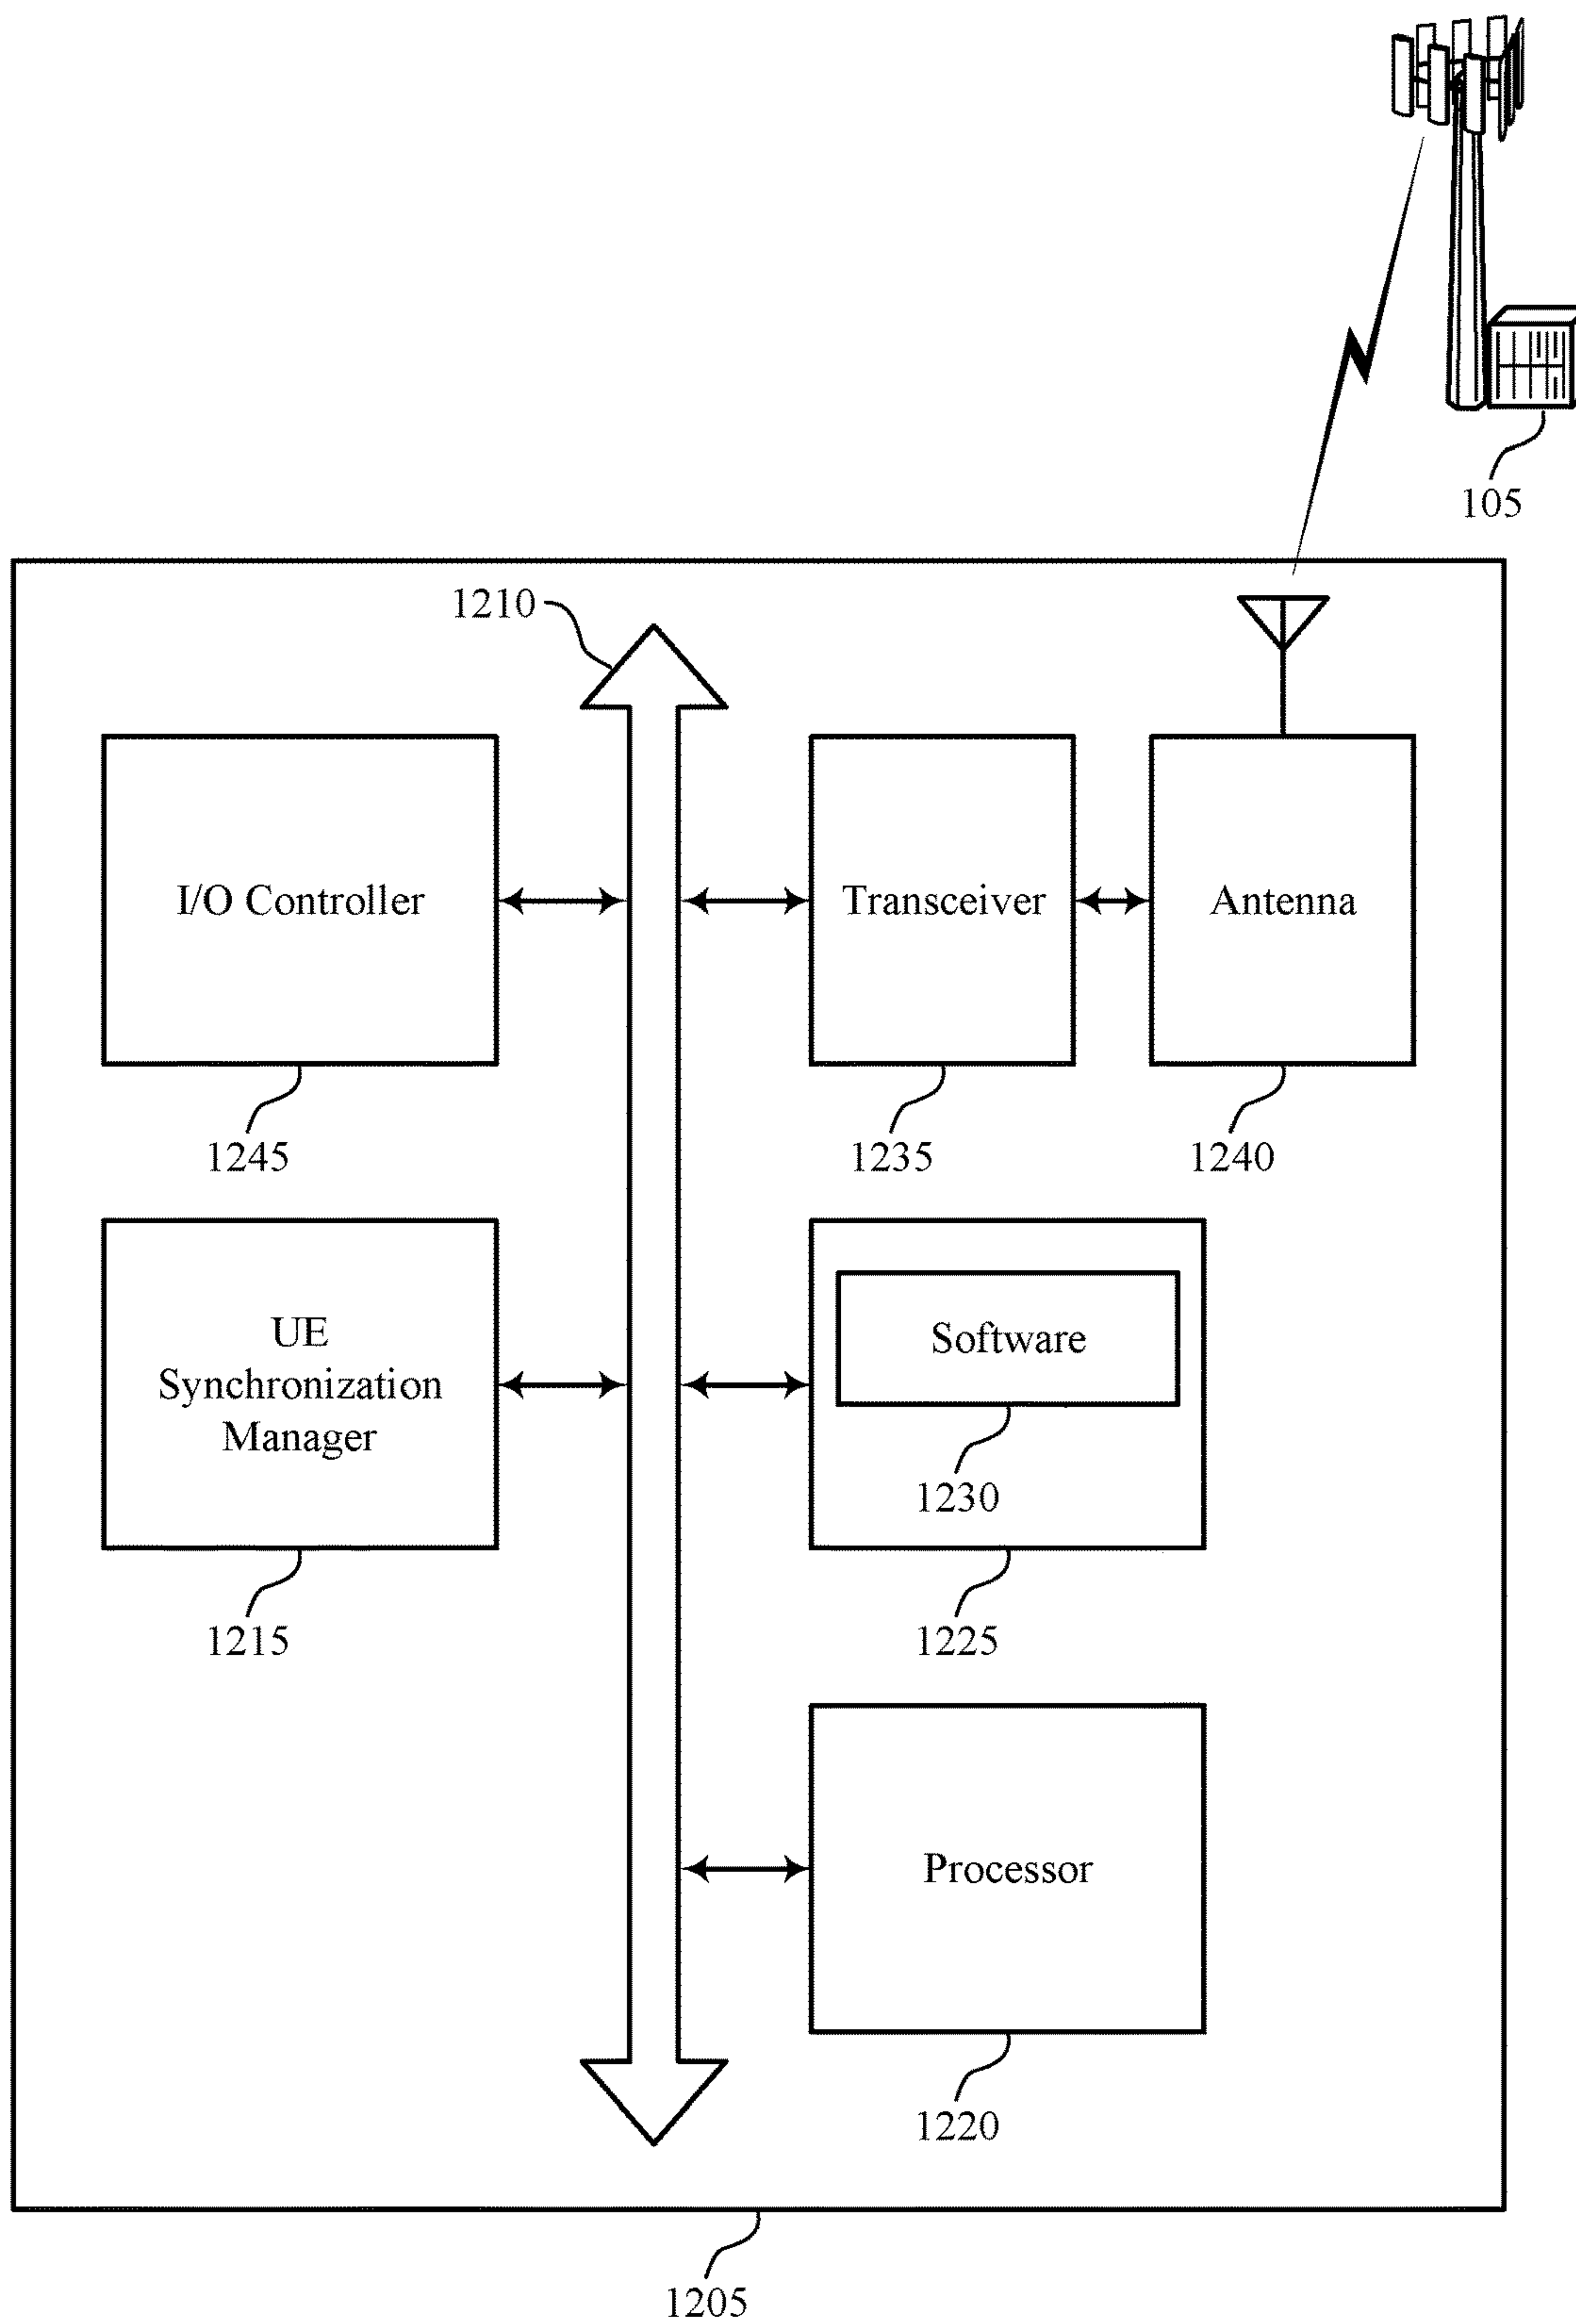 105
1210
I/O Controller
Transceiver
Antenna
1245
1235
1240
UE
Synchronization
Manager
Software
1230
1215
1225
Processor
1220
1205